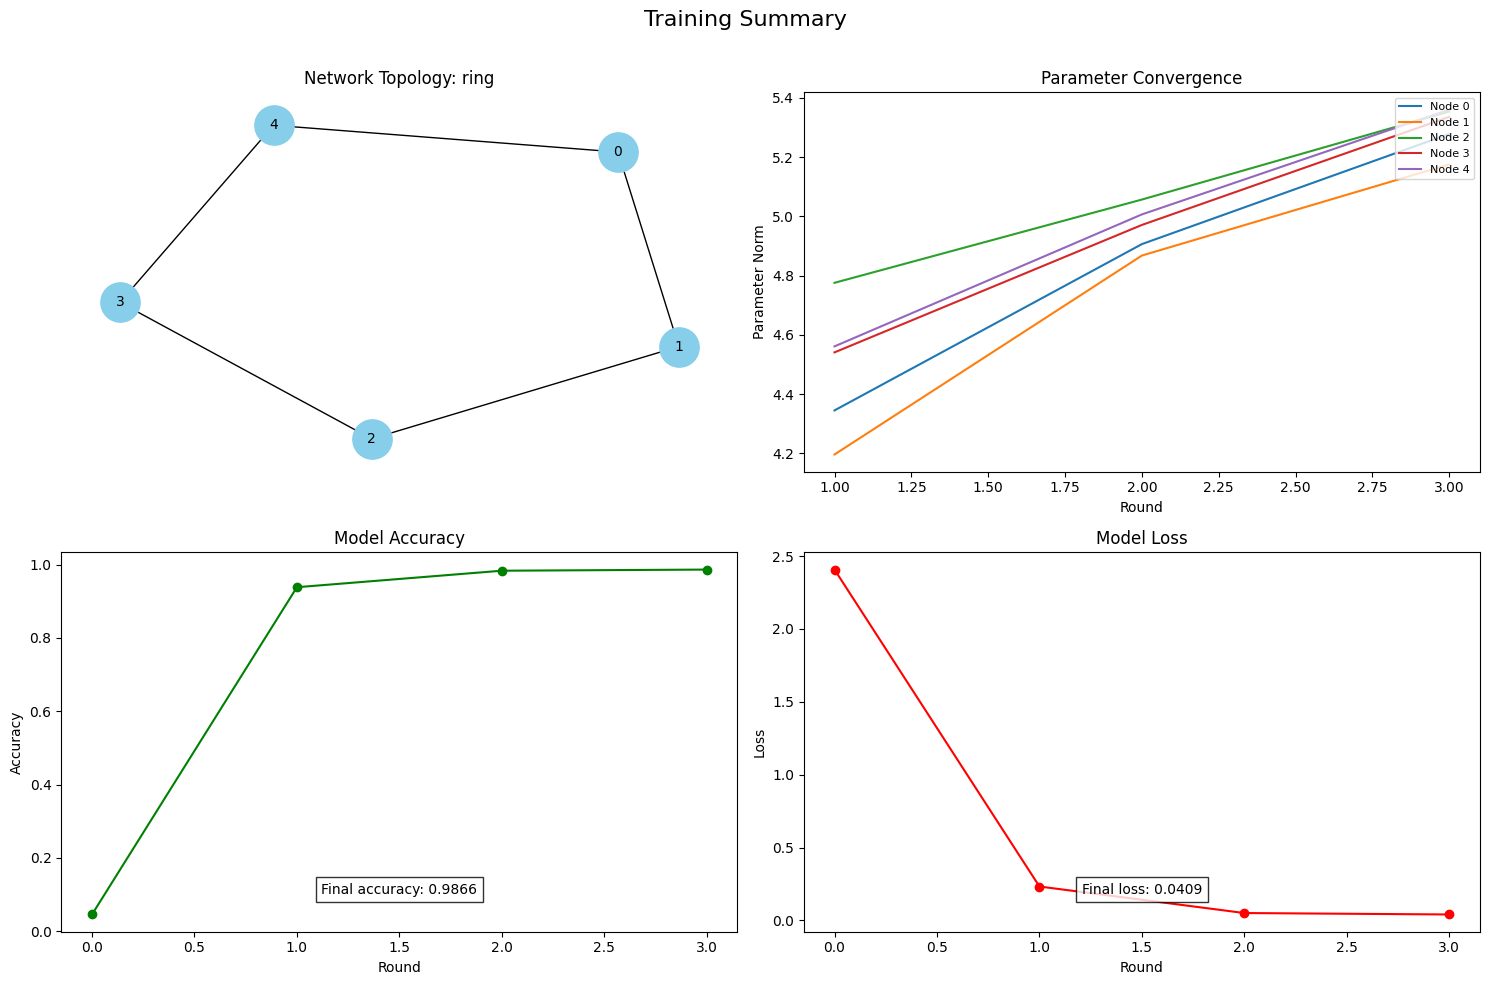 Training Summary
Network Topology: ring
4
0
3
1
2
Parameter Convergence
5.4
5.2
5.0
4.8
4.6
4.4
4.2
Parameter Norm
Node 0
Node 1
Node 2
Node 3
Node 4
1.00 1.25 1.50 1.75 2.00 2.25 2.50 2.75 3.00
Round
Model Accuracy
1.0
0.8
0.6
0.4
0.2
0.0
Accuracy
Final accuracy: 0.9866
0.0 0.5 1.0 1.5 2.0 2.5 3.0
Round
Model Loss
2.5
2.0
1.5
1.0
0.5
0.0
Loss
Final loss: 0.0409
0.0 0.5 1.0 1.5 2.0 2.5 3.0
Round